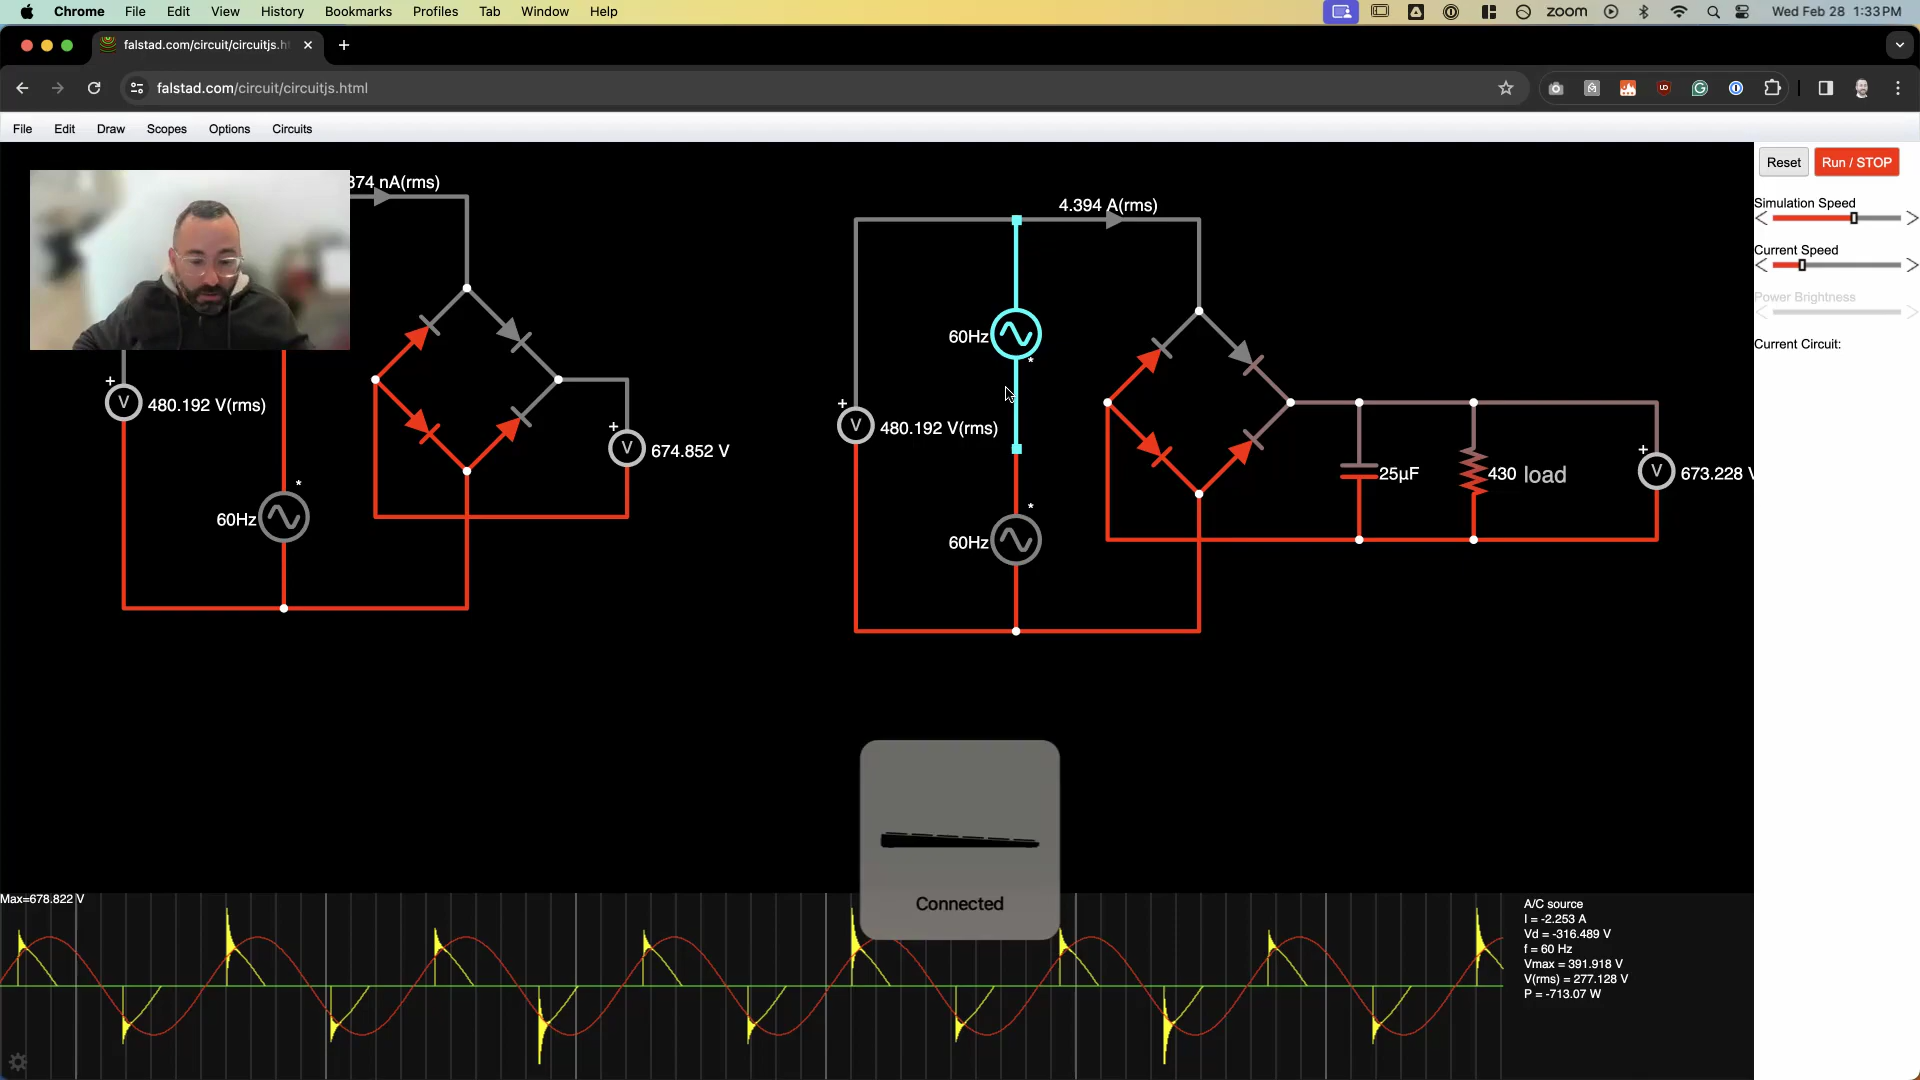 Chrome File Edit View History Bookmarks Profiles Tab Window Help zoom Wed Feb 28 1:33 PM
falstad.com/circuit/circuitjs.ht
falstad.com/circuit/circuitjs.html
File Edit Draw Scopes Options Circuits
Reset Run / STOP
Simulation Speed
Current Speed
Power Brightness
Current Circuit:
374 nA(rms)
+
V 480.192 V(rms)
*
60Hz
+
V 674.852 V
4.394 A(rms)
60Hz
*
+
V 480.192 V(rms)
*
60Hz
25μF
430 load
+
V 673.228 V
Connected
Max=678.822 V
A/C source
I = -2.253 A
Vd = -316.489 V
f = 60 Hz
Vmax = 391.918 V
V(rms) = 277.128 V
P = -713.07 W